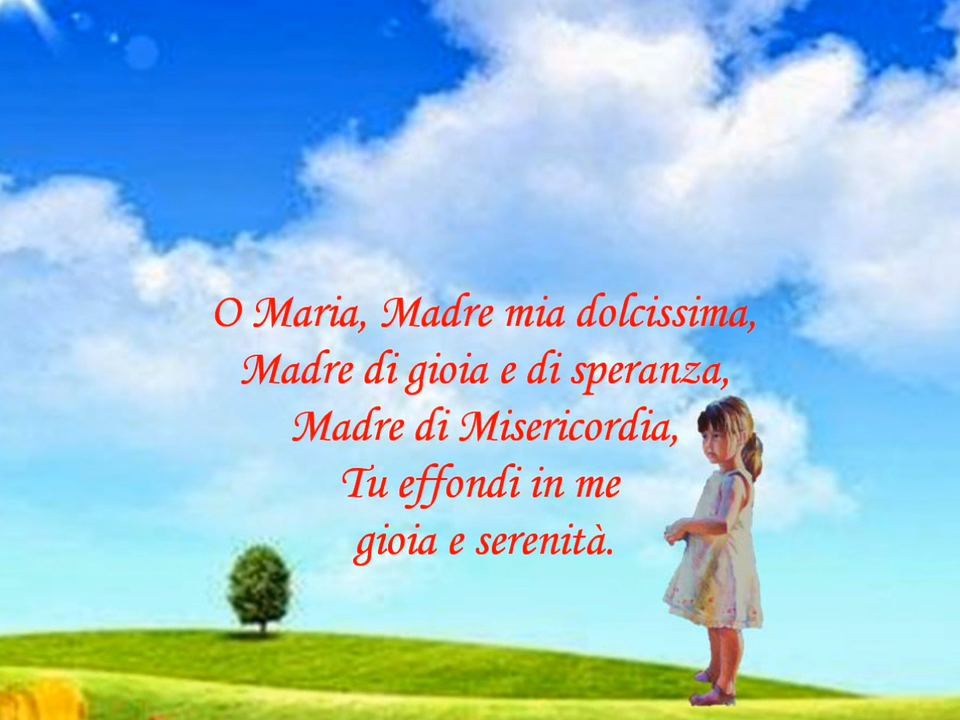 O Maria, Madre mia dolcissima,
Madre di gioia e di speranza,
Madre di Misericordia,
Tu effondi in me
gioia e serenità.